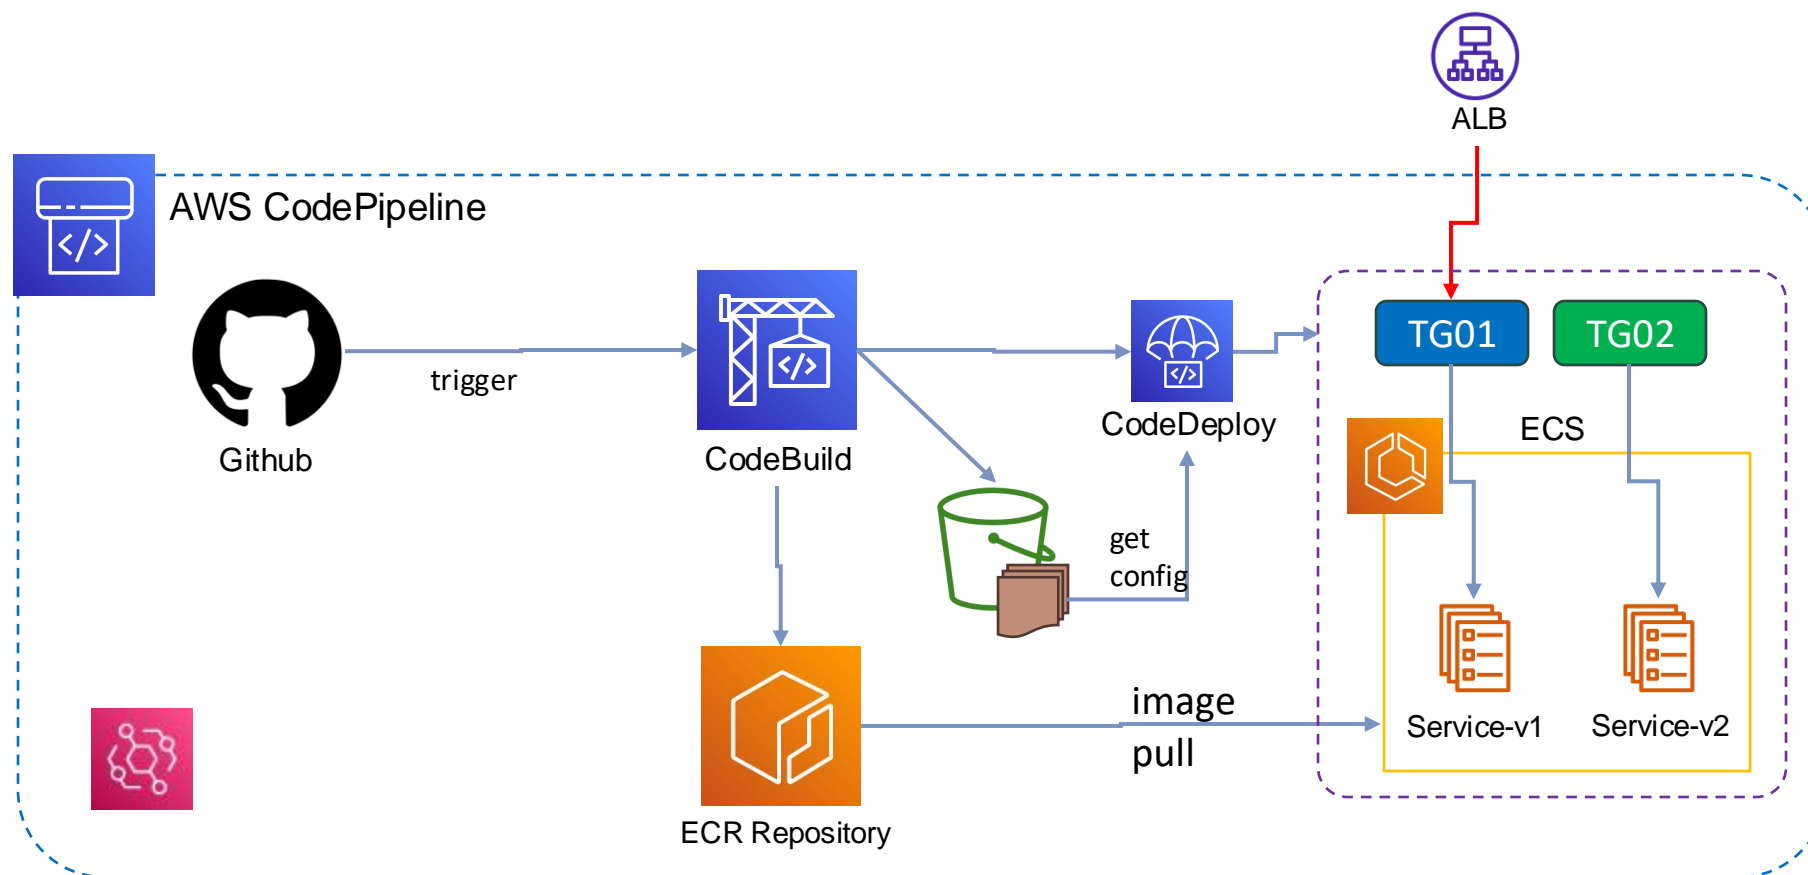 ALB
AWS CodePipeline
TG01
TG02
trigger
Github
CodeBuild
CodeDeploy
ECS
get
config
image
pull
Service-v1
Service-v2
ECR Repository